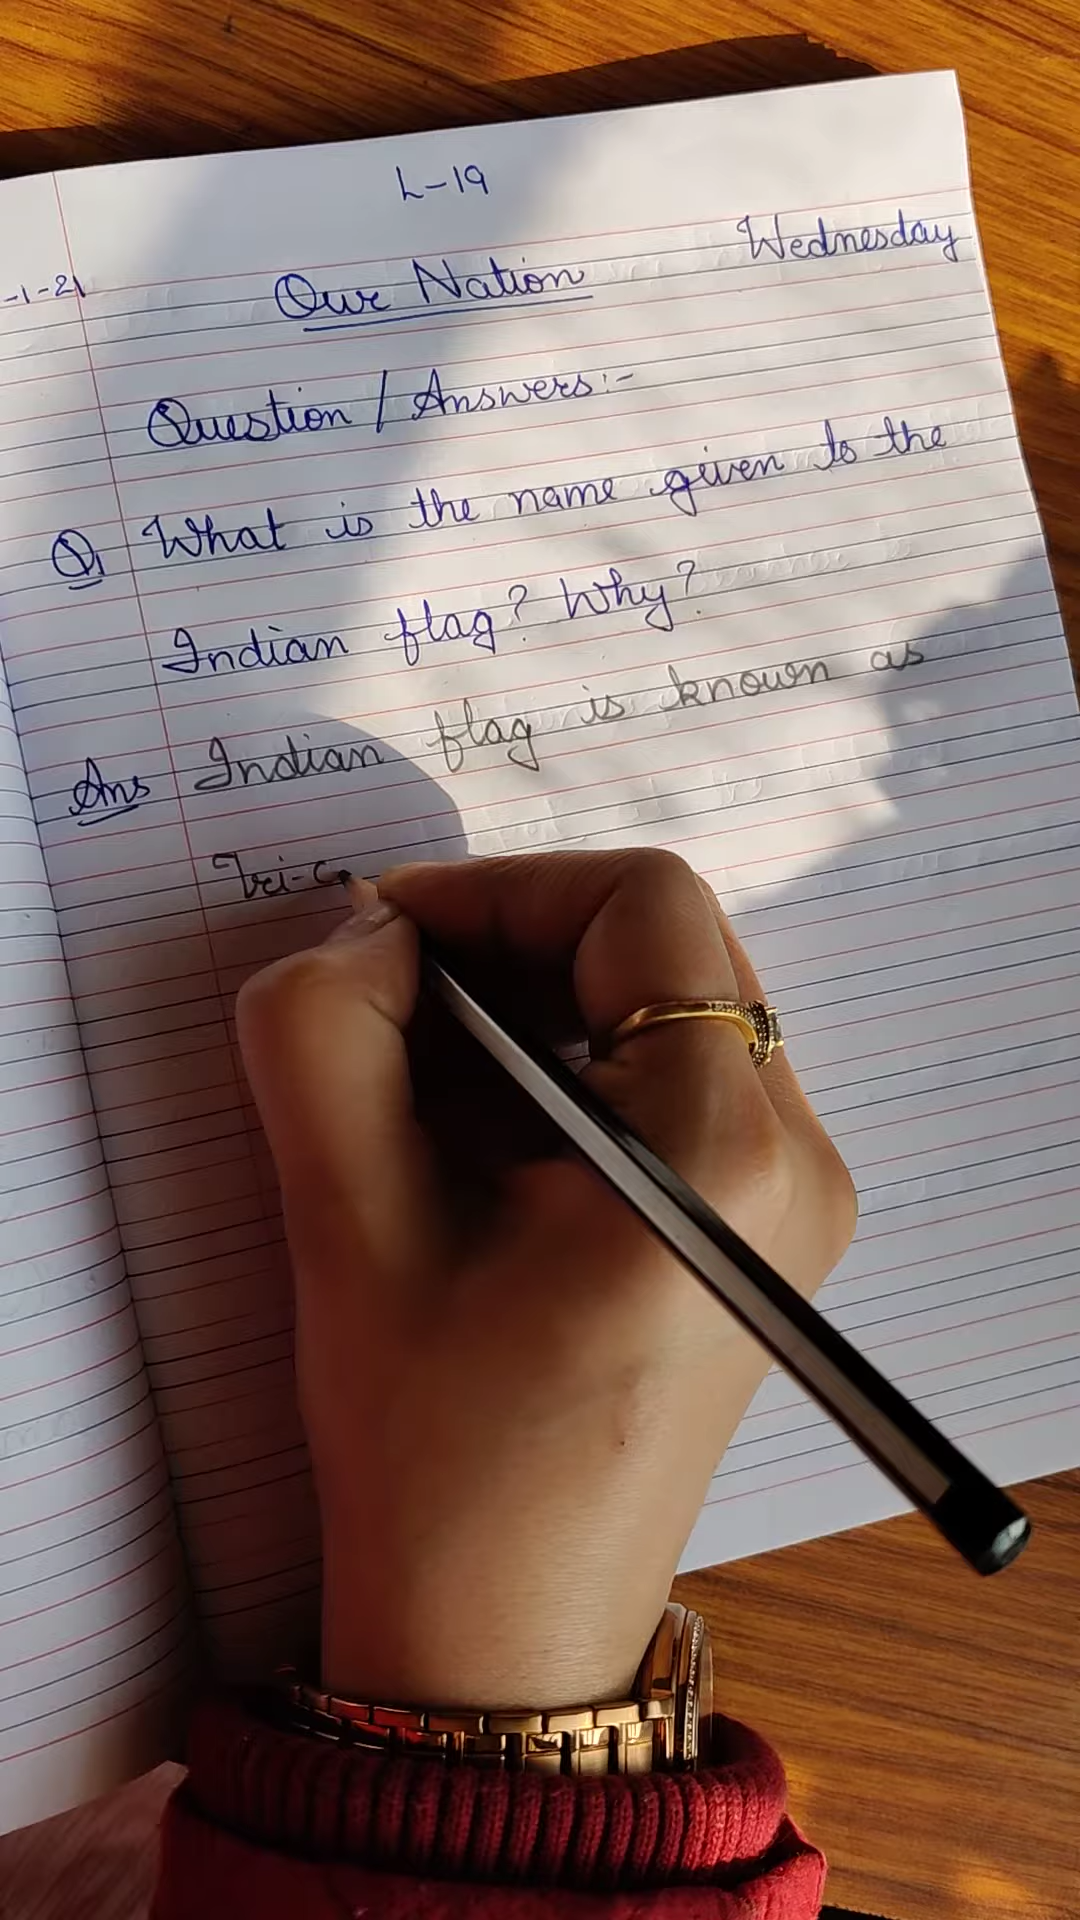 L-19
Wednesday
-1-21
Our Nation
Question / Answers:-
Q1 What is the name given to the
Indian flag? Why?
Ans Indian flag is known as
Tri-c